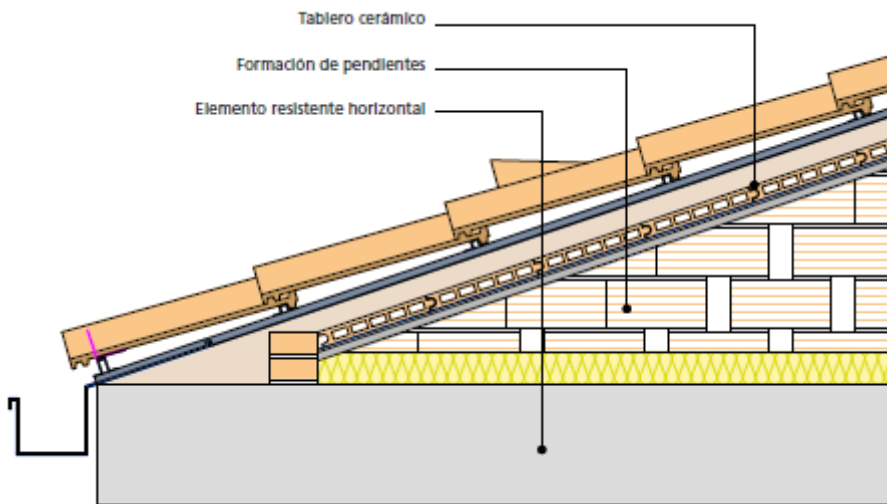 Tablero cerámico
Formación de pendientes
Elemento resistente horizontal